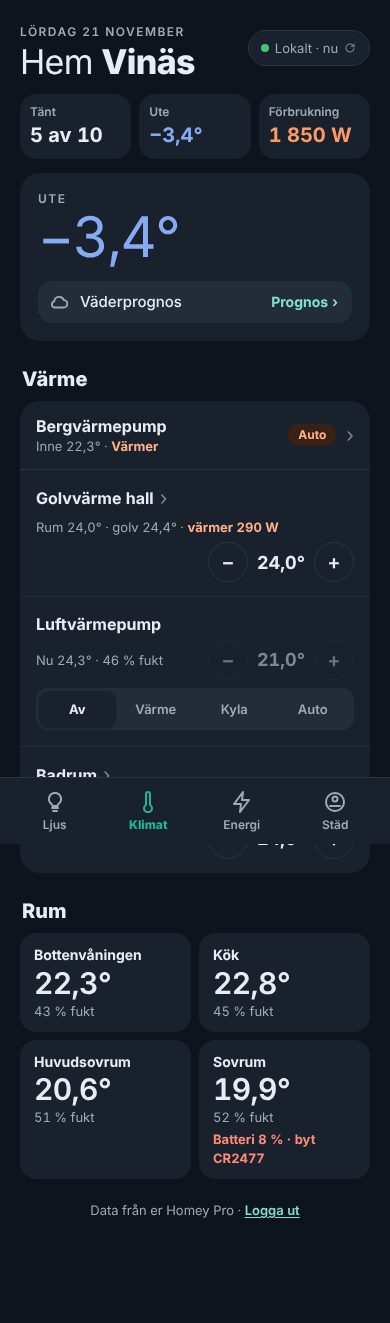 LÖRDAG 21 NOVEMBER
Hem Vinäs
Lokalt · nu
Tänt
5 av 10
Ute
−3,4°
Förbrukning
1 850 W
UTE
−3,4°
Väderprognos
Prognos ›
Värme
Bergvärmepump
Inne 22,3° · Värmer
Auto
Golvvärme hall
Rum 24,0° · golv 24,4° · värmer 290 W
− 24,0° +
Luftvärmepump
Nu 24,3° · 46 % fukt
− 21,0° +
Av Värme Kyla Auto
Badrum
Ljus Klimat Energi Städ
Rum
Bottenvåningen
22,3°
43 % fukt
Kök
22,8°
45 % fukt
Huvudsovrum
20,6°
51 % fukt
Sovrum
19,9°
52 % fukt
Batteri 8 % · byt
CR2477
Data från er Homey Pro · Logga ut